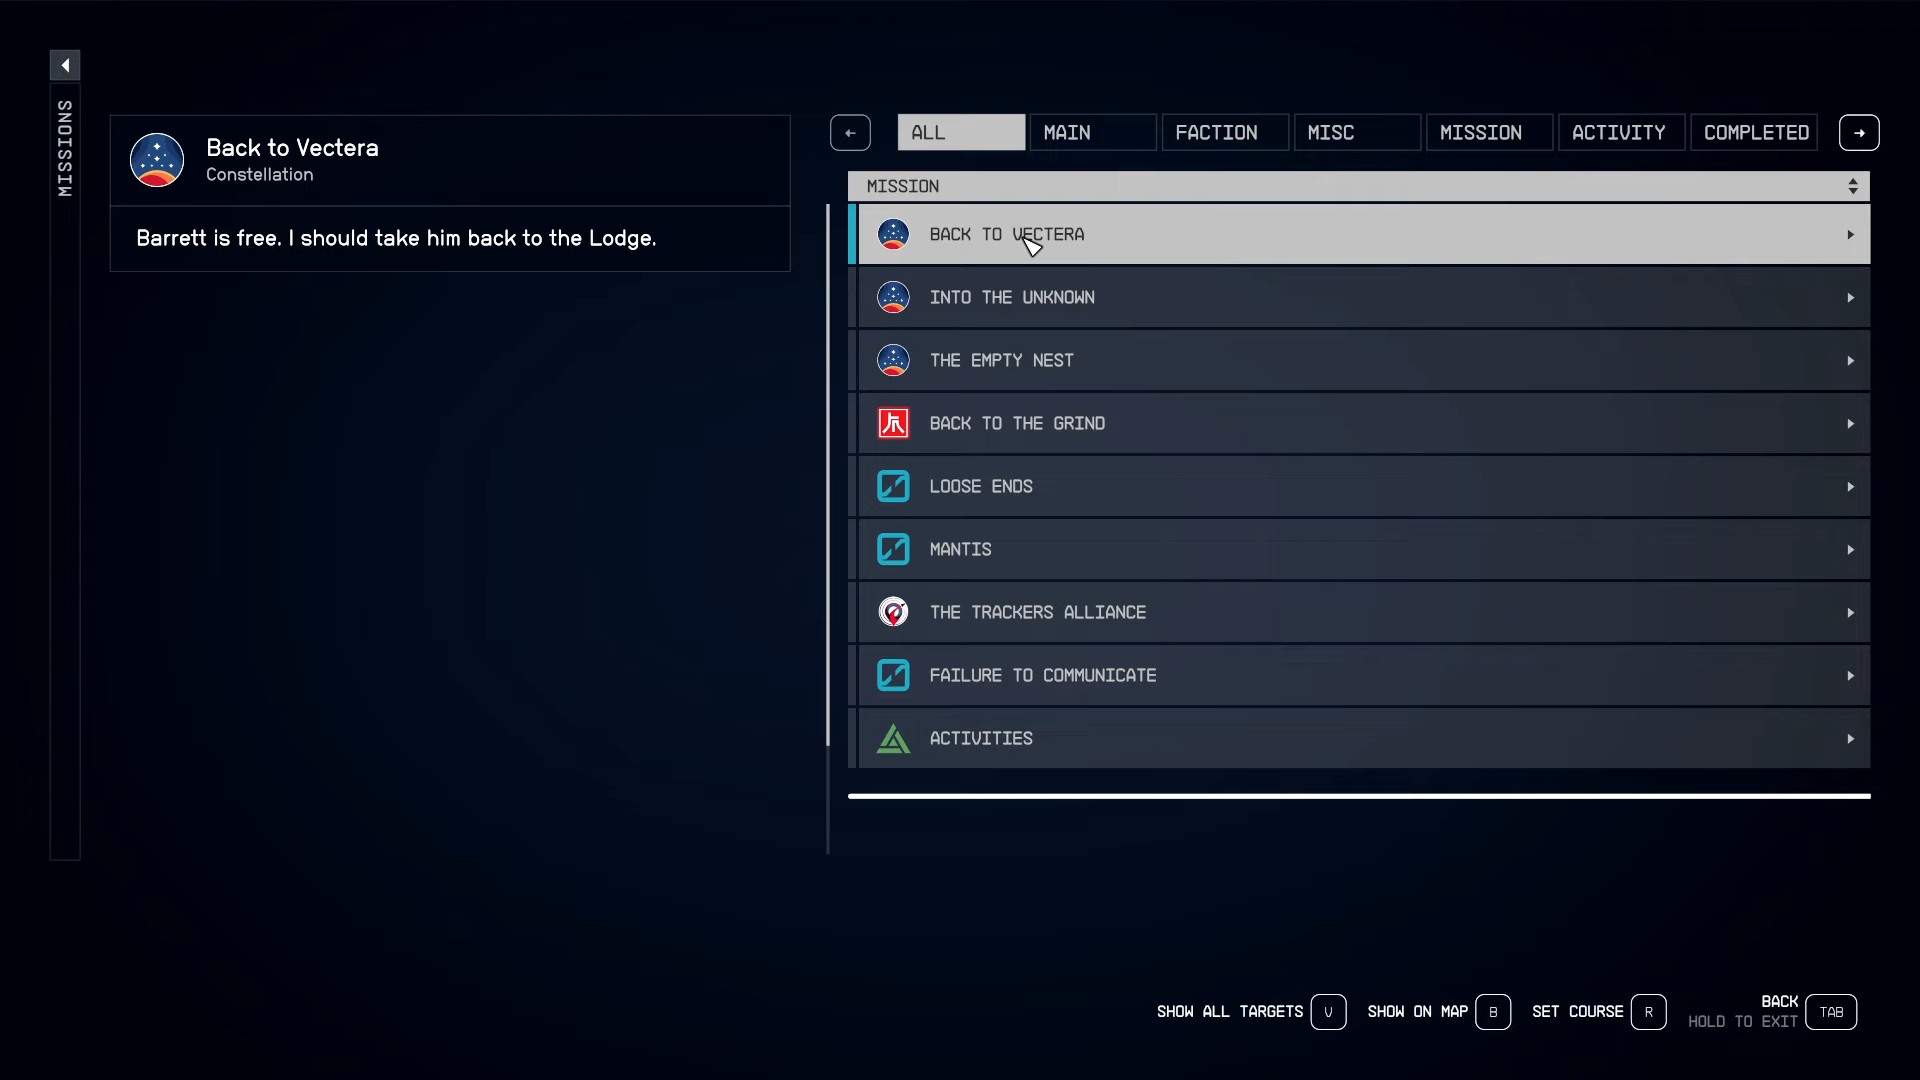 MISSIONS
Back to Vectera
Constellation
Barrett is free. I should take him back to the Lodge.
ALL MAIN FACTION MISC MISSION ACTIVITY COMPLETED
MISSION
BACK TO VECTERA
INTO THE UNKNOWN
THE EMPTY NEST
BACK TO THE GRIND
LOOSE ENDS
MANTIS
THE TRACKERS ALLIANCE
FAILURE TO COMMUNICATE
ACTIVITIES
SHOW ALL TARGETS V SHOW ON MAP B SET COURSE R BACK TAB
HOLD TO EXIT